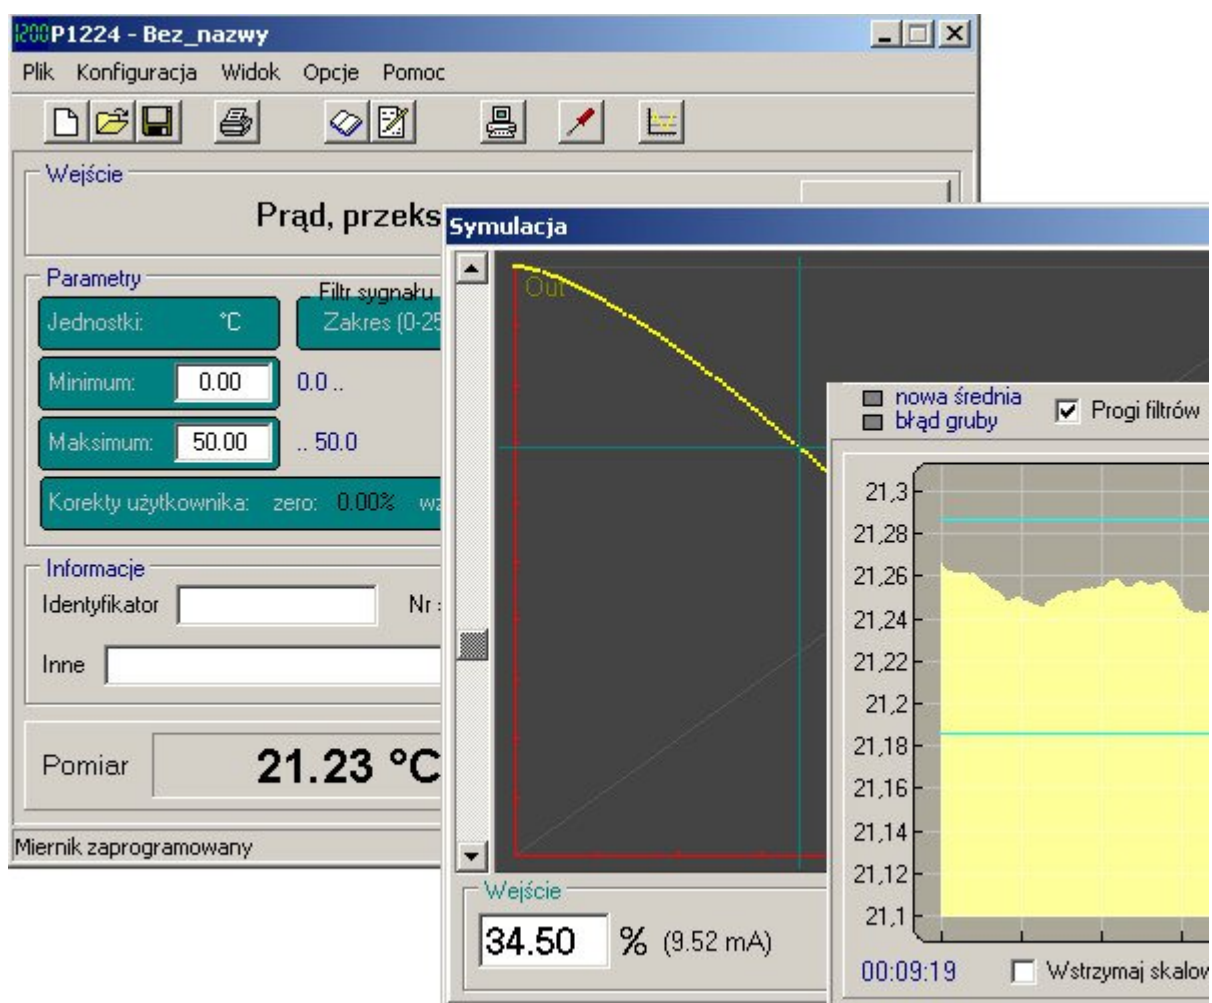 1200 P1224 - Bez_nazwy
Plik Konfiguracja Widok Opcje Pomoc
Wejście
Prąd, przeks
Parametry
Jednostki: °C
Filtr sygnału
Zakres (0-25
Minimum: 0.00 0.0 ..
Maksimum: 50.00 .. 50.0
Korekty użytkownika: zero: 0.00% wz
Informacje
Identyfikator Nr
Inne
Pomiar 21.23 °C
Miernik zaprogramowany
Symulacja
Out
Wejście
34.50 % (9.52 mA)
nowa średnia
błąd gruby
Progi filtrów
21,3
21,28
21,26
21,24
21,22
21,2
21,18
21,16
21,14
21,12
21,1
00:09:19 Wstrzymaj skalow